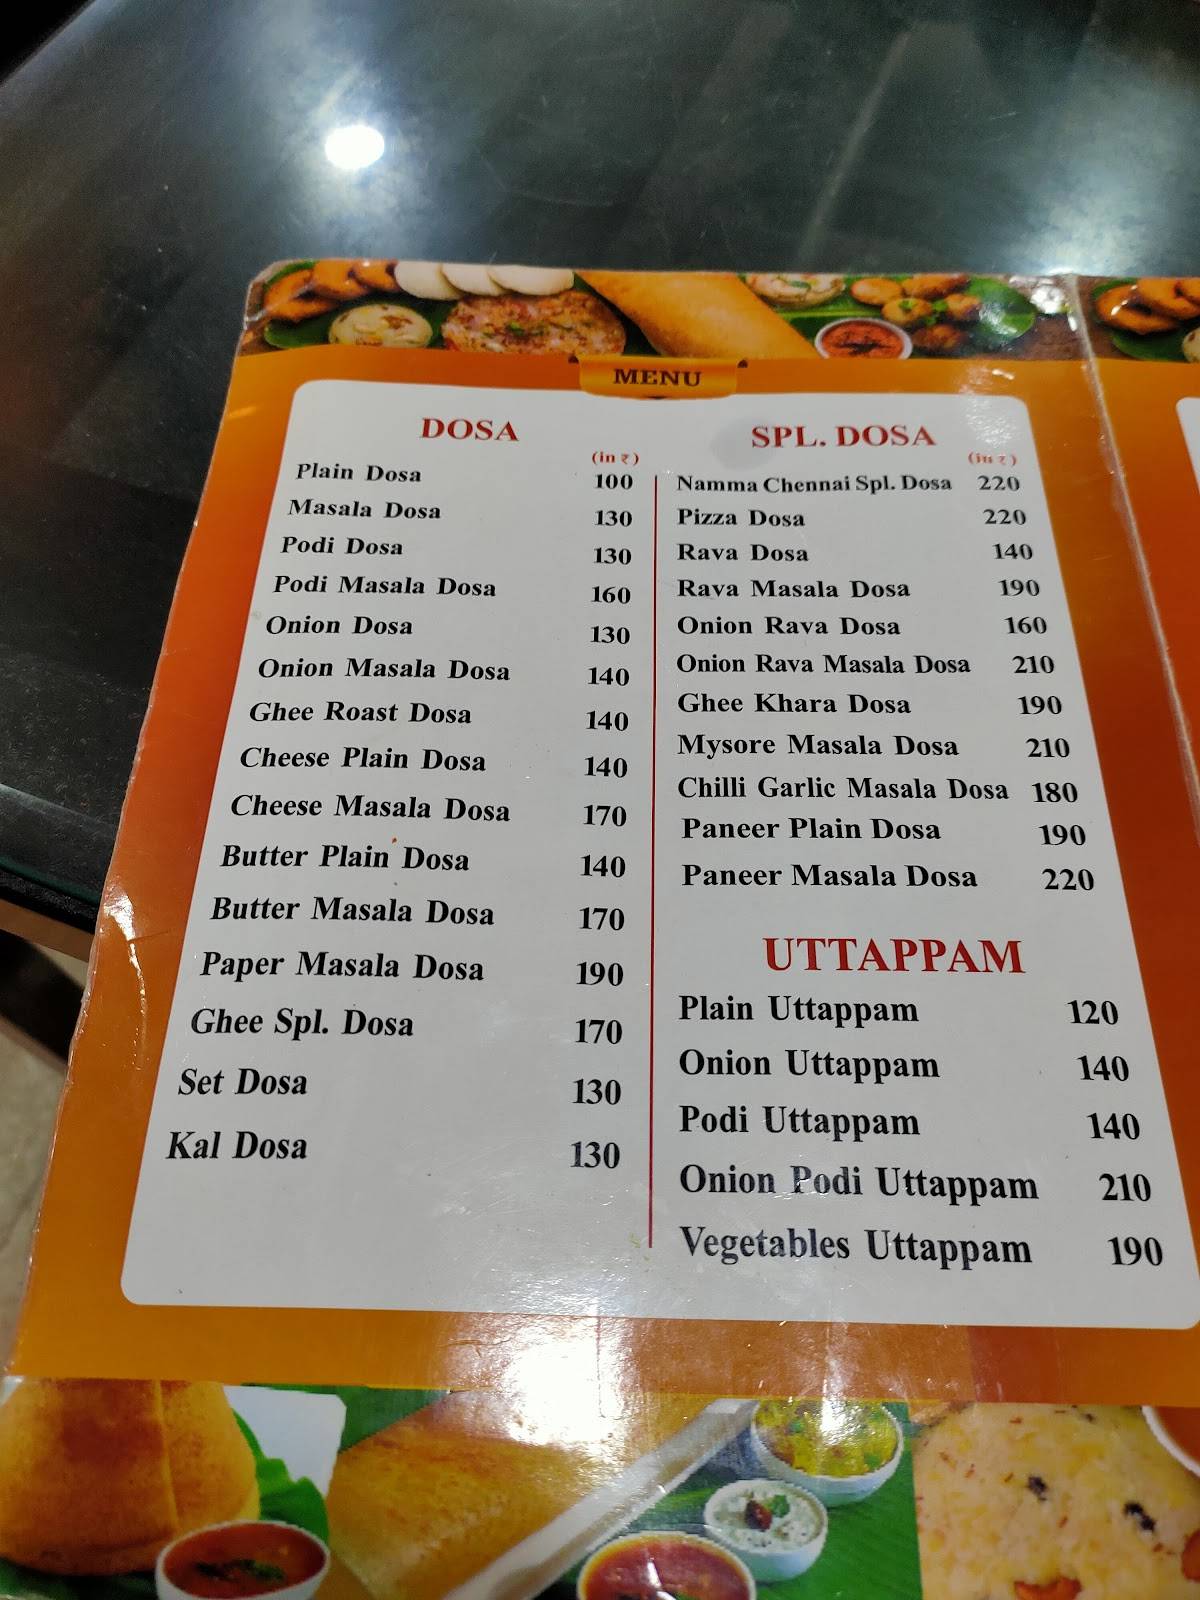 MENU
DOSA
(in ₹)
Plain Dosa 100
Masala Dosa 130
Podi Dosa 130
Podi Masala Dosa 160
Onion Dosa 130
Onion Masala Dosa 140
Ghee Roast Dosa 140
Cheese Plain Dosa 140
Cheese Masala Dosa 170
Butter Plain Dosa 140
Butter Masala Dosa 170
Paper Masala Dosa 190
Ghee Spl. Dosa 170
Set Dosa 130
Kal Dosa 130
SPL. DOSA
(in ₹)
Namma Chennai Spl. Dosa 220
Pizza Dosa 220
Rava Dosa 140
Rava Masala Dosa 190
Onion Rava Dosa 160
Onion Rava Masala Dosa 210
Ghee Khara Dosa 190
Mysore Masala Dosa 210
Chilli Garlic Masala Dosa 180
Paneer Plain Dosa 190
Paneer Masala Dosa 220
UTTAPPAM
Plain Uttappam 120
Onion Uttappam 140
Podi Uttappam 140
Onion Podi Uttappam 210
Vegetables Uttappam 190